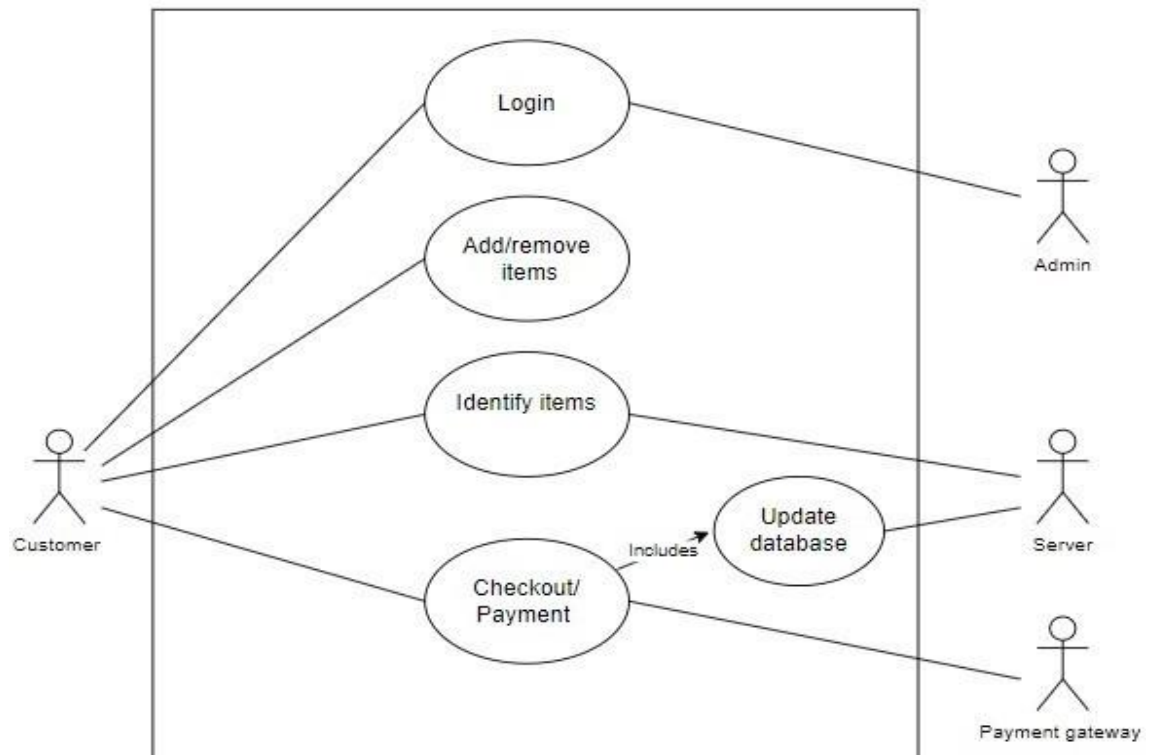 Login
Add/remove
items
Admin
Identify items
Customer
Includes
Update
database
Server
Checkout/
Payment
Payment gateway